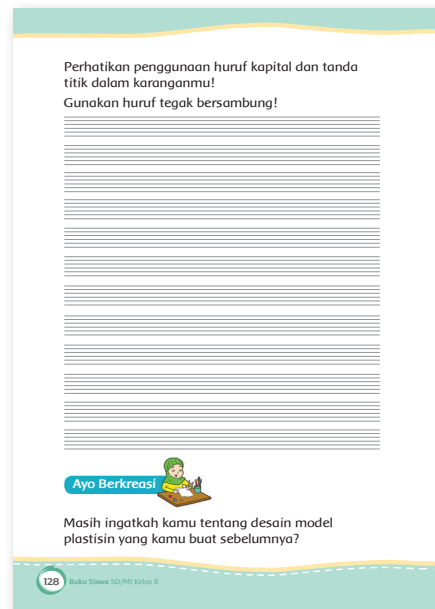 Perhatikan penggunaan huruf kapital dan tanda
titik dalam karanganmu!
Gunakan huruf tegak bersambung!
Ayo Berkreasi
Masih ingatkah kamu tentang desain model
plastisin yang kamu buat sebelumnya?
128 Buku Siswa SD/MI Kelas II